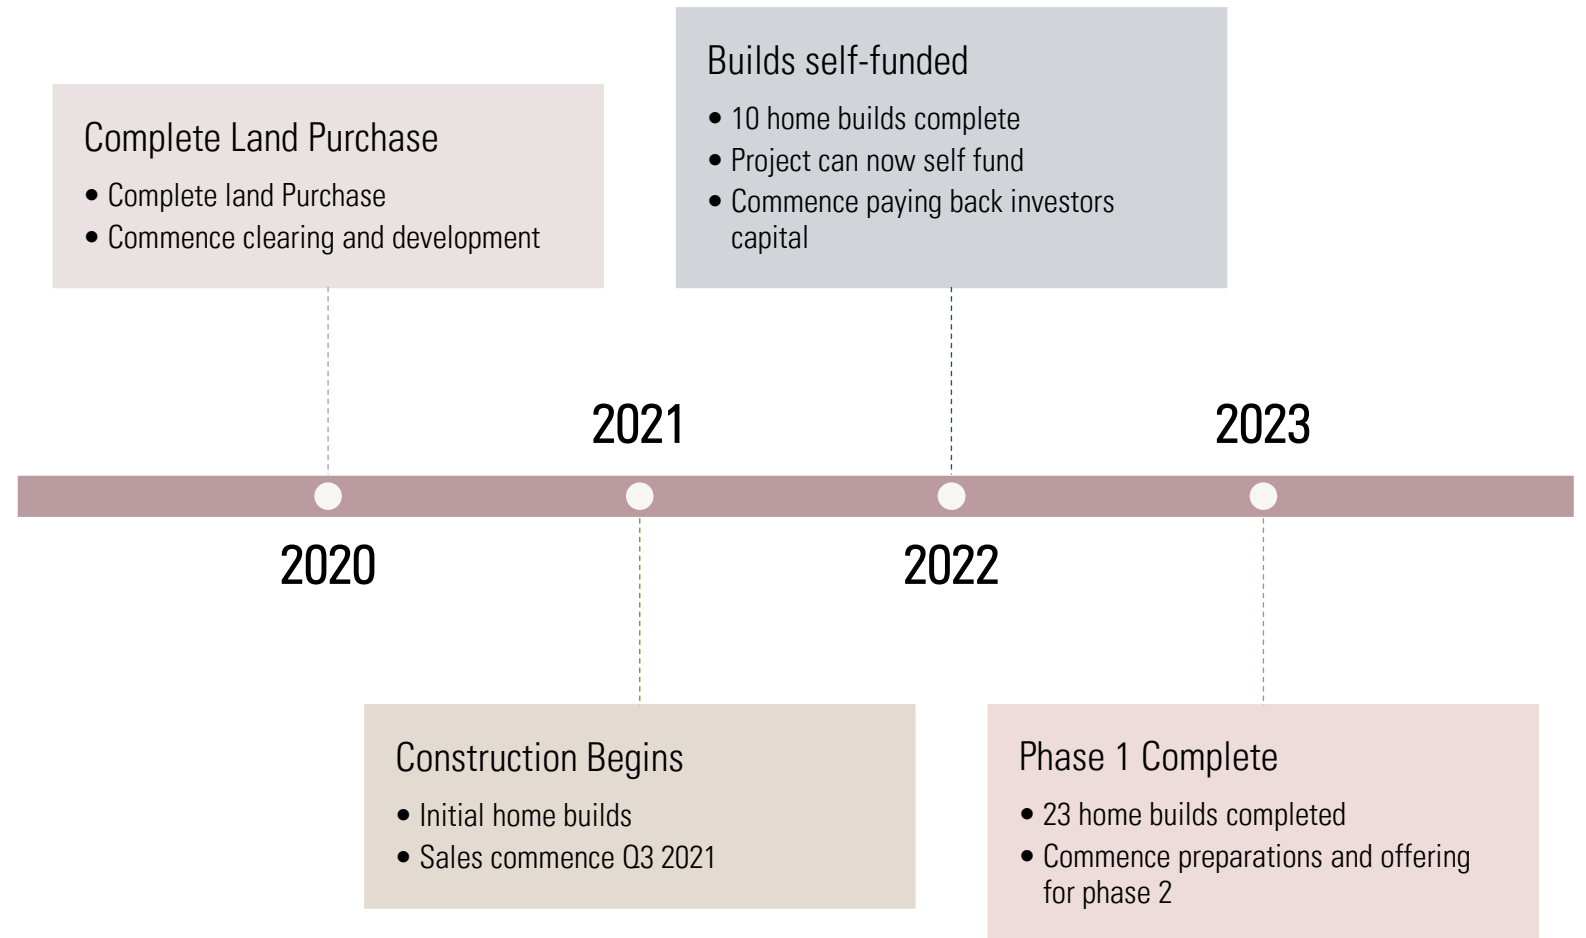 Complete Land Purchase
• Complete land Purchase
• Commence clearing and development
Builds self-funded
• 10 home builds complete
• Project can now self fund
• Commence paying back investors
capital
2021
2023
2020
2022
Construction Begins
• Initial home builds
• Sales commence Q3 2021
Phase 1 Complete
• 23 home builds completed
• Commence preparations and offering
for phase 2